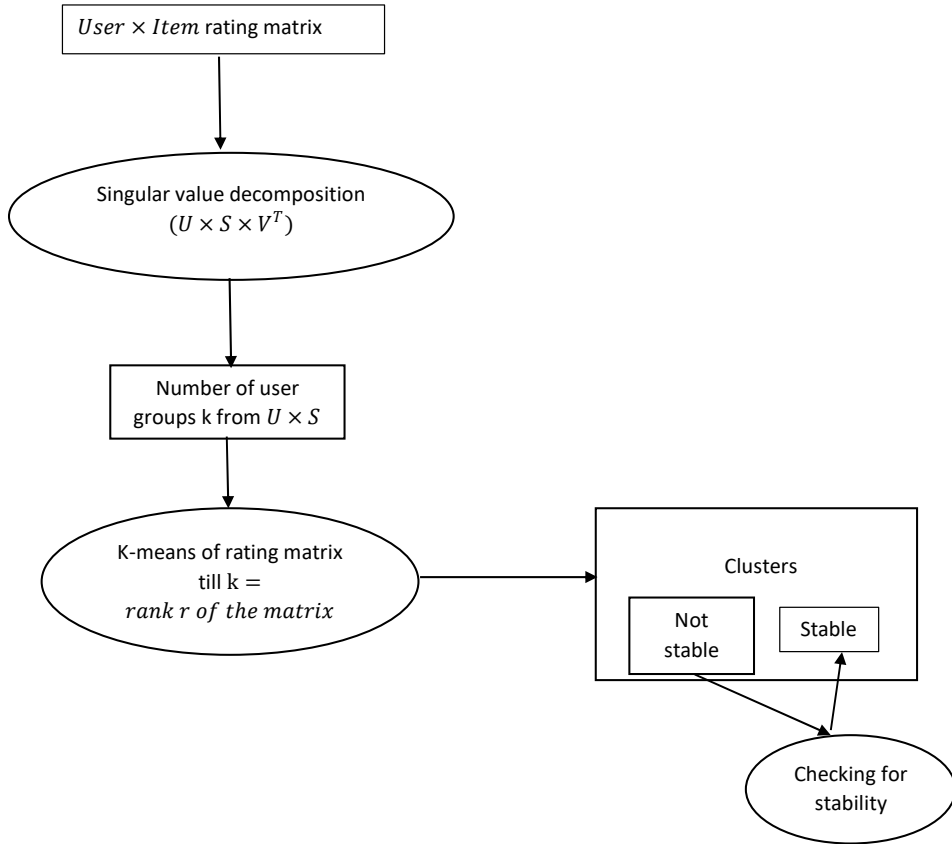 User × Item rating matrix
Singular value decomposition
(U × S × V^T)
Number of user
groups k from U × S
K-means of rating matrix
till k =
rank r of the matrix
Clusters
Not
stable
Stable
Checking for
stability